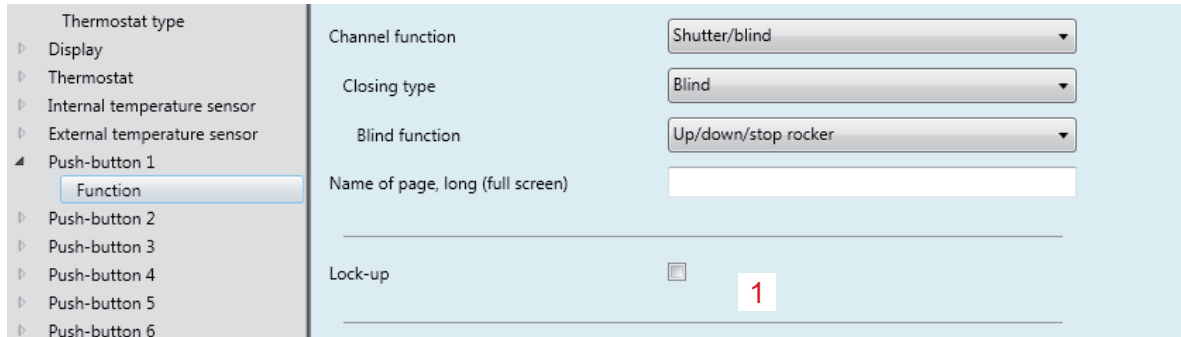 Thermostat type
Display
Thermostat
Internal temperature sensor
External temperature sensor
Push-button 1
Function
Push-button 2
Push-button 3
Push-button 4
Push-button 5
Push-button 6
Channel function
Shutter/blind
Closing type
Blind
Blind function
Up/down/stop rocker
Name of page, long (full screen)
Lock-up
1